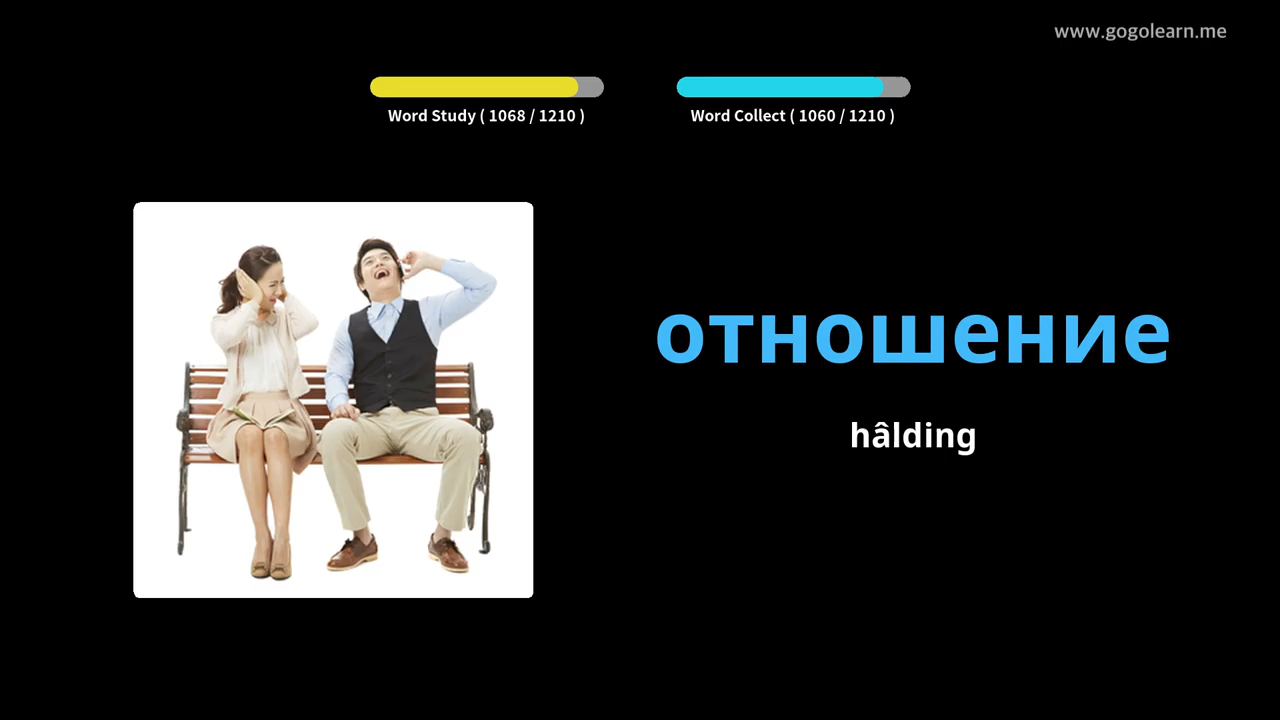 www.gogolearn.me
Word Study ( 1068 / 1210 )
Word Collect ( 1060 / 1210 )
отношение
hâlding